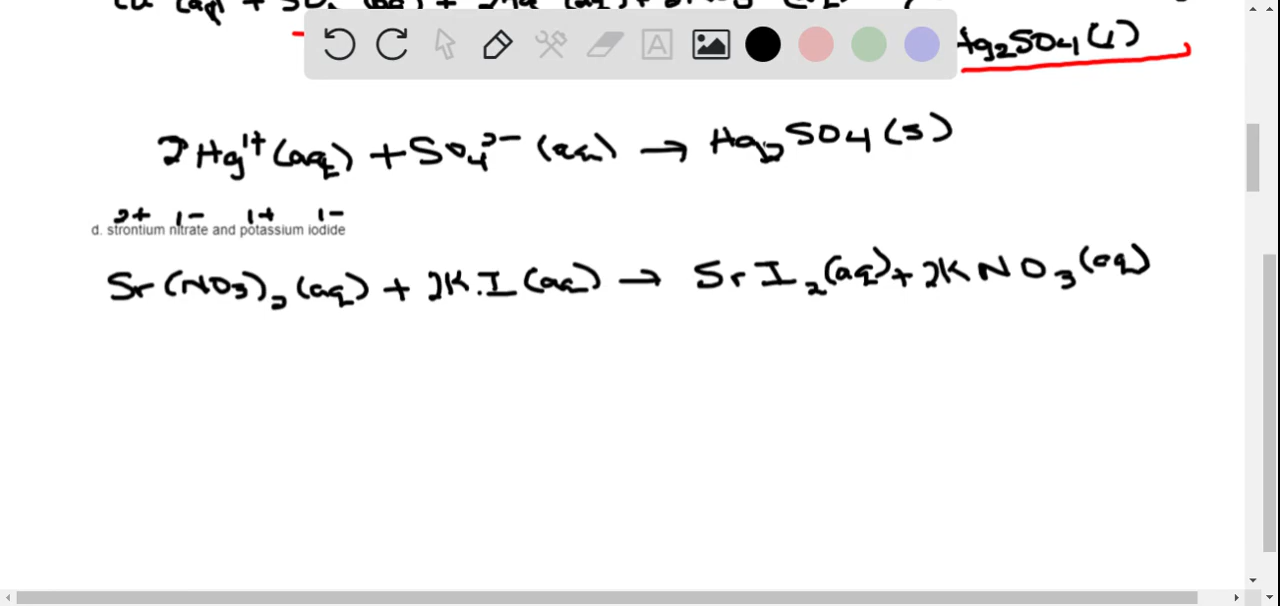 Hg₂SO₄(s)
2Hg¹⁺(aq) + SO₄²⁻(aq) → Hg₂SO₄(s)
2+ 1- 1+ 1-
d. strontium nitrate and potassium iodide
Sr(NO₃)₂(aq) + 2KI(aq) → SrI₂(aq) + 2KNO₃(aq)